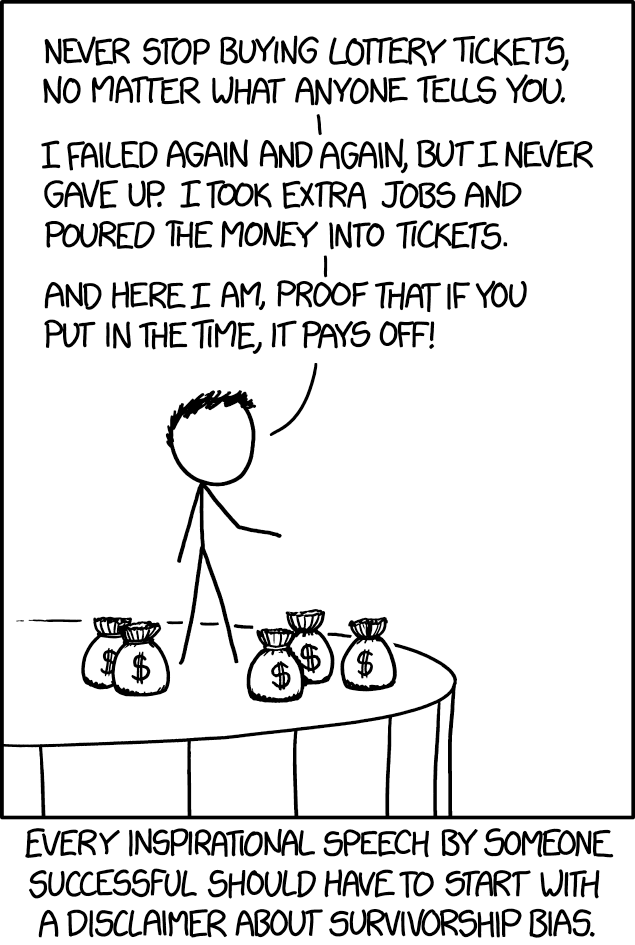 NEVER STOP BUYING LOTTERY TICKETS,
NO MATTER WHAT ANYONE TELLS YOU.
I FAILED AGAIN AND AGAIN, BUT I NEVER
GAVE UP. I TOOK EXTRA JOBS AND
POURED THE MONEY INTO TICKETS.
AND HERE I AM, PROOF THAT IF YOU
PUT IN THE TIME, IT PAYS OFF!
$ $ $ $ $
EVERY INSPIRATIONAL SPEECH BY SOMEONE
SUCCESSFUL SHOULD HAVE TO START WITH
A DISCLAIMER ABOUT SURVIVORSHIP BIAS.